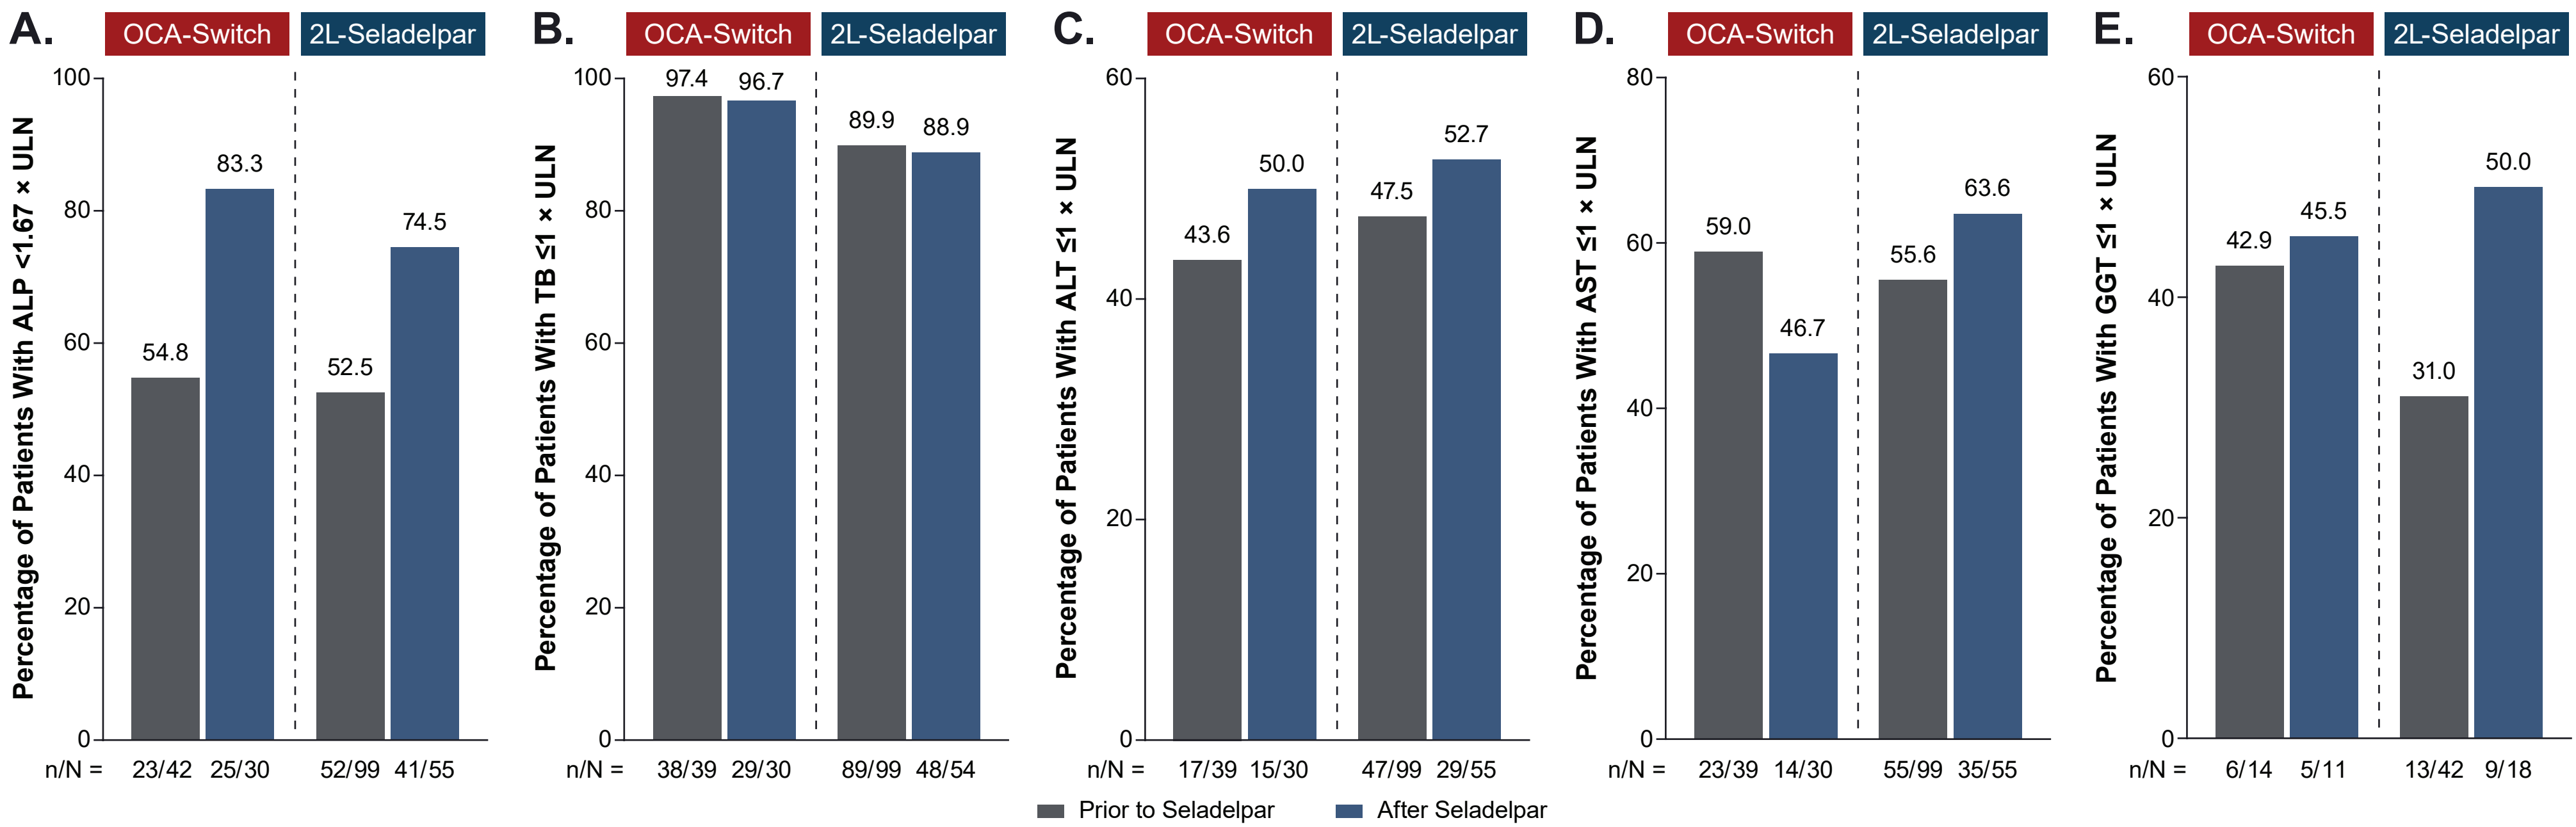 A.
OCA-Switch 2L-Seladelpar
Percentage of Patients With ALP <1.67 × ULN
100
80
60
40
20
0
54.8 83.3 52.5 74.5
n/N = 23/42 25/30 52/99 41/55
B.
OCA-Switch 2L-Seladelpar
Percentage of Patients With TB ≤1 × ULN
100
80
60
40
20
0
97.4 96.7 89.9 88.9
n/N = 38/39 29/30 89/99 48/54
C.
OCA-Switch 2L-Seladelpar
Percentage of Patients With ALT ≤1 × ULN
60
40
20
0
43.6 50.0 47.5 52.7
n/N = 17/39 15/30 47/99 29/55
D.
OCA-Switch 2L-Seladelpar
Percentage of Patients With AST ≤1 × ULN
80
60
40
20
0
59.0 46.7 55.6 63.6
n/N = 23/39 14/30 55/99 35/55
E.
OCA-Switch 2L-Seladelpar
Percentage of Patients With GGT ≤1 × ULN
60
40
20
0
42.9 45.5 31.0 50.0
n/N = 6/14 5/11 13/42 9/18
Prior to Seladelpar After Seladelpar